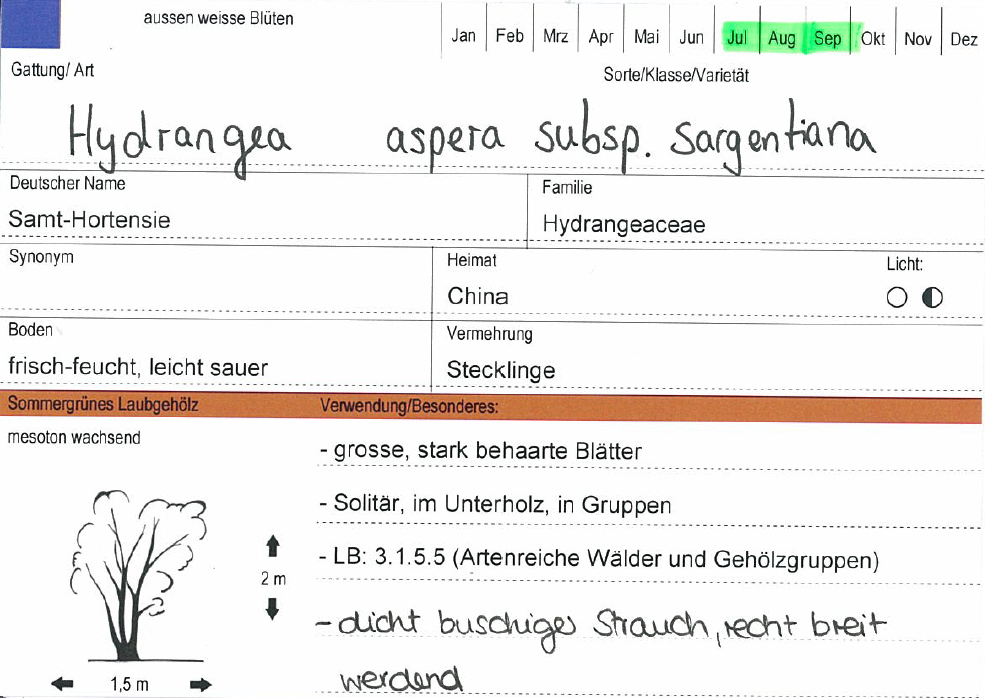 aussen weisse Blüten
Jan Feb Mrz Apr Mai Jun Jul Aug Sep Okt Nov Dez
Gattung/ Art Sorte/Klasse/Varietät
Hydrangea aspera subsp. sargentiana
Deutscher Name Familie
Samt-Hortensie Hydrangeaceae
Synonym Heimat Licht:
China
Boden Vermehrung
frisch-feucht, leicht sauer Stecklinge
Sommergrünes Laubgehölz Verwendung/Besonderes:
mesoton wachsend
- grosse, stark behaarte Blätter
- Solitär, im Unterholz, in Gruppen
- LB: 3.1.5.5 (Artenreiche Wälder und Gehölzgruppen)
2 m
- dicht buschiges Strauch, recht breit
werdend
1,5 m